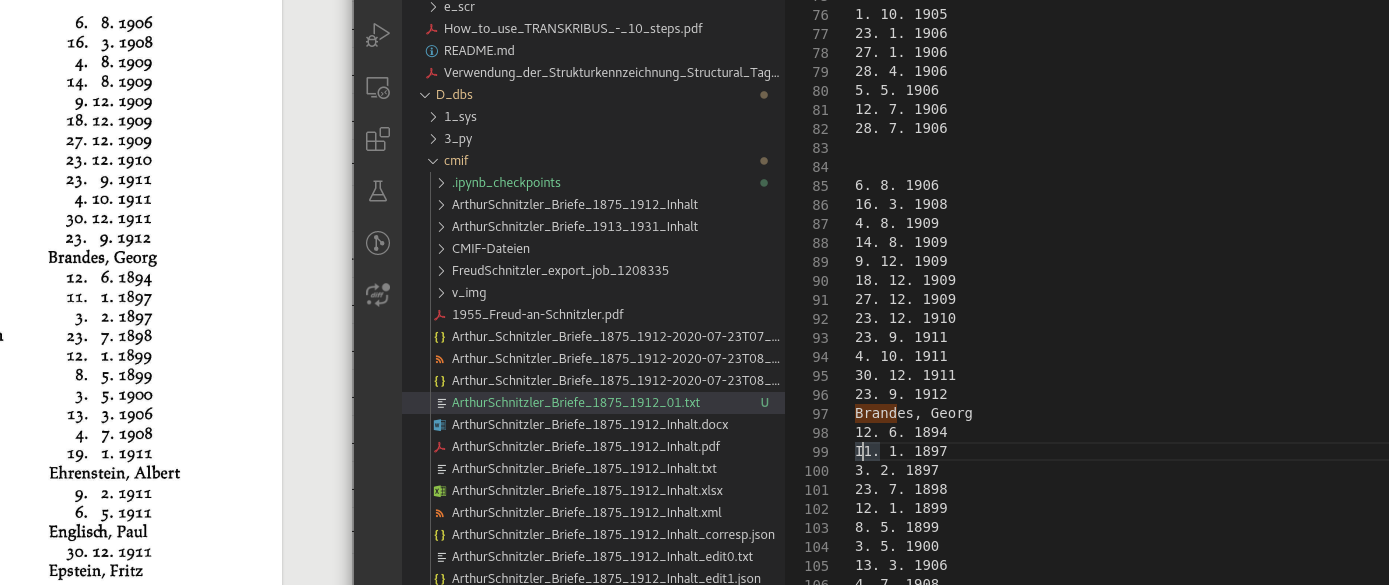 6. 8. 1906
16. 3. 1908
4. 8. 1909
14. 8. 1909
9. 12. 1909
18. 12. 1909
27. 12. 1909
23. 12. 1910
23. 9. 1911
4. 10. 1911
30. 12. 1911
23. 9. 1912
Brandes, Georg
12. 6. 1894
11. 1. 1897
3. 2. 1897
23. 7. 1898
12. 1. 1899
8. 5. 1899
3. 5. 1900
13. 3. 1906
4. 7. 1908
19. 1. 1911
Ehrenstein, Albert
9. 2. 1911
6. 5. 1911
Englisch, Paul
30. 12. 1911
Epstein, Fritz
e_scr
How_to_use_TRANSKRIBUS_-_10_steps.pdf
README.md
Verwendung_der_Strukturkennzeichnung_Structural_Tag...
D_dbs
1_sys
3_py
cmif
.ipynb_checkpoints
ArthurSchnitzler_Briefe_1875_1912_Inhalt
ArthurSchnitzler_Briefe_1913_1931_Inhalt
CMIF-Dateien
FreudSchnitzler_export_job_1208335
v_img
1955_Freud-an-Schnitzler.pdf
Arthur_Schnitzler_Briefe_1875_1912-2020-07-23T07_...
Arthur_Schnitzler_Briefe_1875_1912-2020-07-23T08_...
Arthur_Schnitzler_Briefe_1875_1912-2020-07-23T08_...
ArthurSchnitzler_Briefe_1875_1912_01.txt U
ArthurSchnitzler_Briefe_1875_1912_Inhalt.docx
ArthurSchnitzler_Briefe_1875_1912_Inhalt.pdf
ArthurSchnitzler_Briefe_1875_1912_Inhalt.txt
ArthurSchnitzler_Briefe_1875_1912_Inhalt.xlsx
ArthurSchnitzler_Briefe_1875_1912_Inhalt.xml
ArthurSchnitzler_Briefe_1875_1912_Inhalt_corresp.json
ArthurSchnitzler_Briefe_1875_1912_Inhalt_edit0.txt
ArthurSchnitzler_Briefe_1875_1912_Inhalt_edit1.json
76 1. 10. 1905
77 23. 1. 1906
78 27. 1. 1906
79 28. 4. 1906
80 5. 5. 1906
81 12. 7. 1906
82 28. 7. 1906
83
84
85 6. 8. 1906
86 16. 3. 1908
87 4. 8. 1909
88 14. 8. 1909
89 9. 12. 1909
90 18. 12. 1909
91 27. 12. 1909
92 23. 12. 1910
93 23. 9. 1911
94 4. 10. 1911
95 30. 12. 1911
96 23. 9. 1912
97 Brandes, Georg
98 12. 6. 1894
99 I1. 1. 1897
100 3. 2. 1897
101 23. 7. 1898
102 12. 1. 1899
103 8. 5. 1899
104 3. 5. 1900
105 13. 3. 1906
106 4. 7. 1908